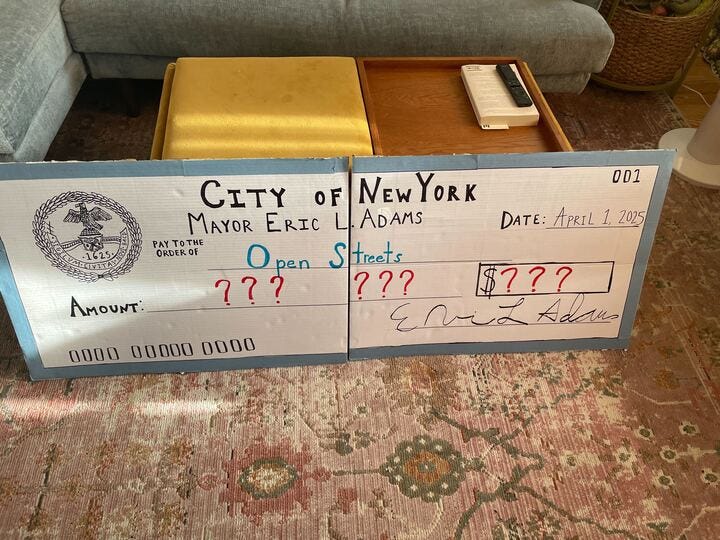 CITY OF NEW YORK
001
MAYOR ERIC L. ADAMS
DATE: APRIL 1, 2025
PAY TO THE
ORDER OF
Open Streets
AMOUNT: ??? ??? $???
Eric L Adams
0000 00000 0000
1625